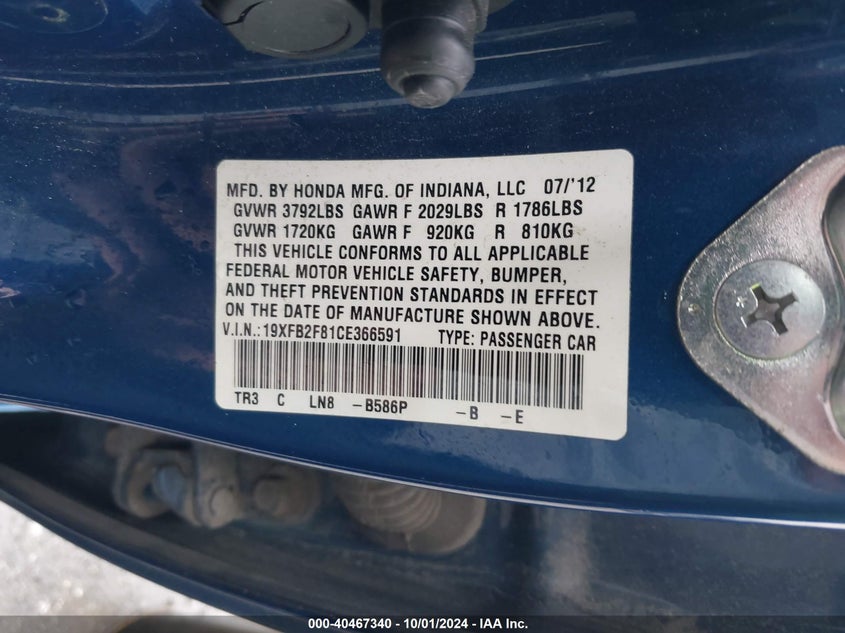 MFD. BY HONDA MFG. OF INDIANA, LLC 07/'12
GVWR 3792LBS GAWR F 2029LBS R 1786LBS
GVWR 1720KG GAWR F 920KG R 810KG
THIS VEHICLE CONFORMS TO ALL APPLICABLE
FEDERAL MOTOR VEHICLE SAFETY, BUMPER,
AND THEFT PREVENTION STANDARDS IN EFFECT
ON THE DATE OF MANUFACTURE SHOWN ABOVE.
V.I.N.:19XFB2F81CE366591 TYPE: PASSENGER CAR
TR3 C LN8 -B586P -B -E
000-40467340 - 10/01/2024 - IAA Inc.